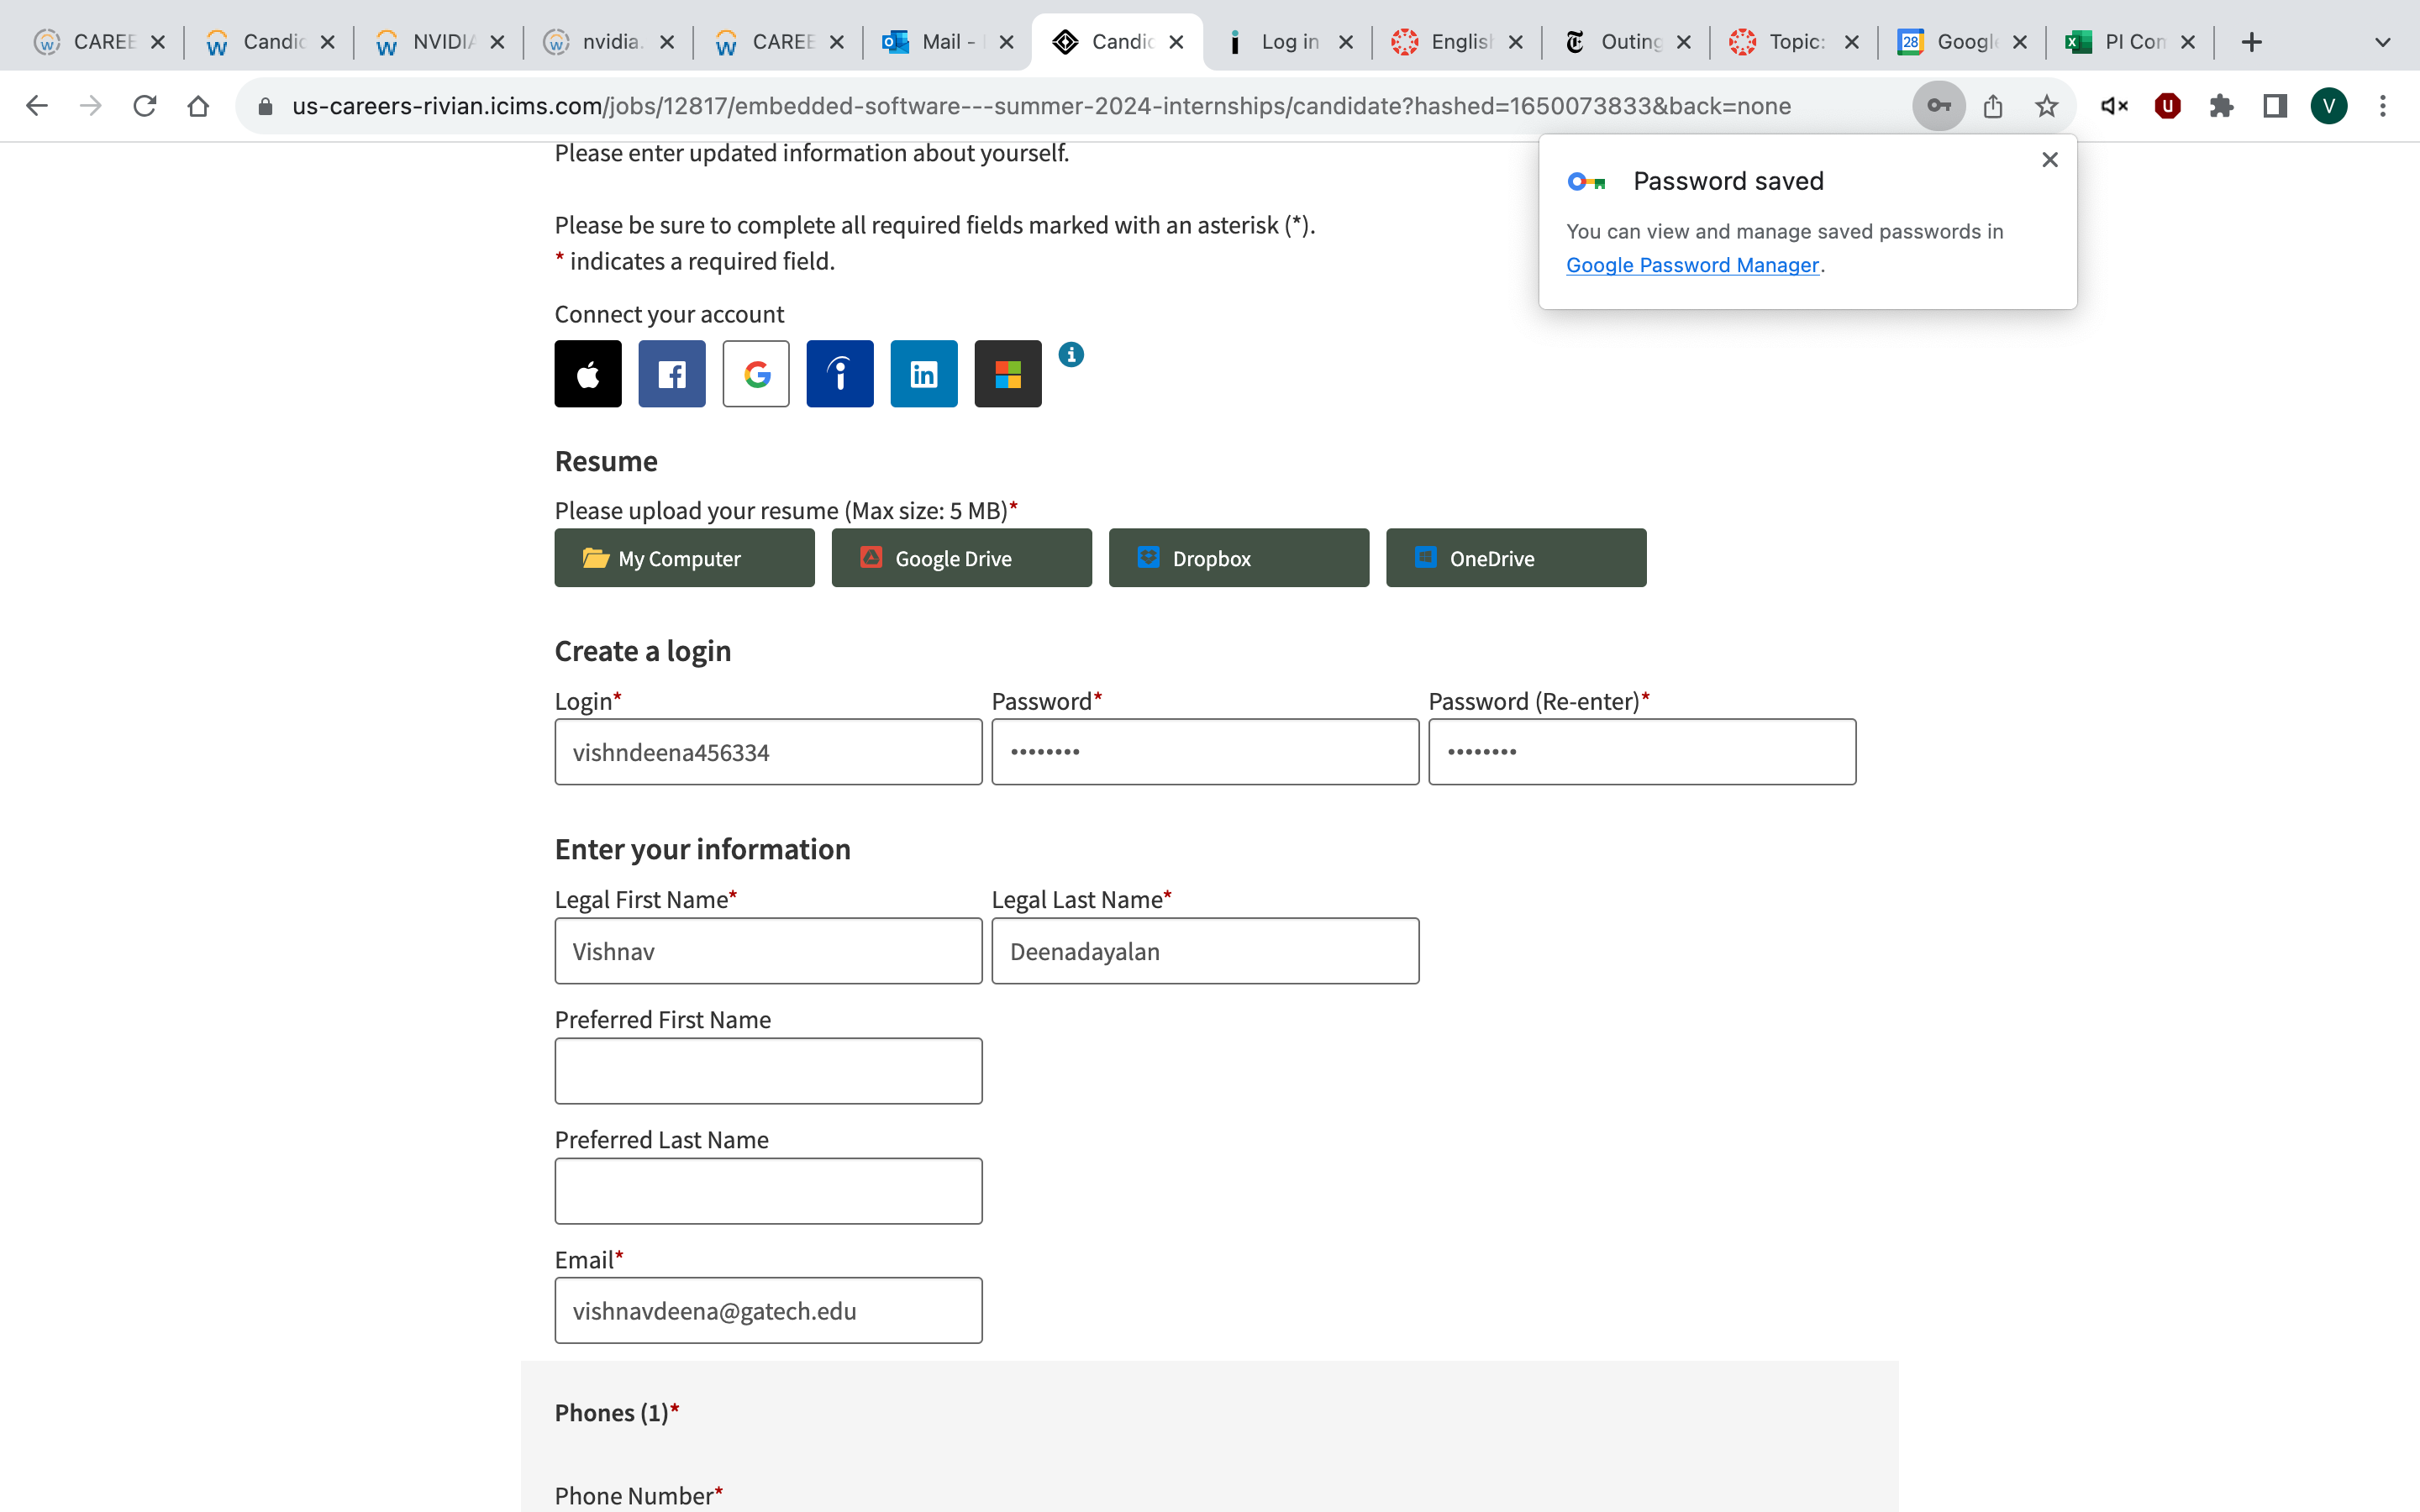 CAREE
Candid
NVIDIA
nvidia.
CAREE
Mail -
Candid
Log in
English
Outing
Topic:
28
Google
PI Con
us-careers-rivian.icims.com/jobs/12817/embedded-software---summer-2024-internships/candidate?hashed=1650073833&back=none
V
Please enter updated information about yourself.
Password saved
You can view and manage saved passwords in
Google Password Manager.
Please be sure to complete all required fields marked with an asterisk (*).
* indicates a required field.
Connect your account
Resume
Please upload your resume (Max size: 5 MB)*
My Computer
Google Drive
Dropbox
OneDrive
Create a login
Login*
Password*
Password (Re-enter)*
vishndeena456334
••••••••
••••••••
Enter your information
Legal First Name*
Legal Last Name*
Vishnav
Deenadayalan
Preferred First Name
Preferred Last Name
Email*
vishnavdeena@gatech.edu
Phones (1)*
Phone Number*